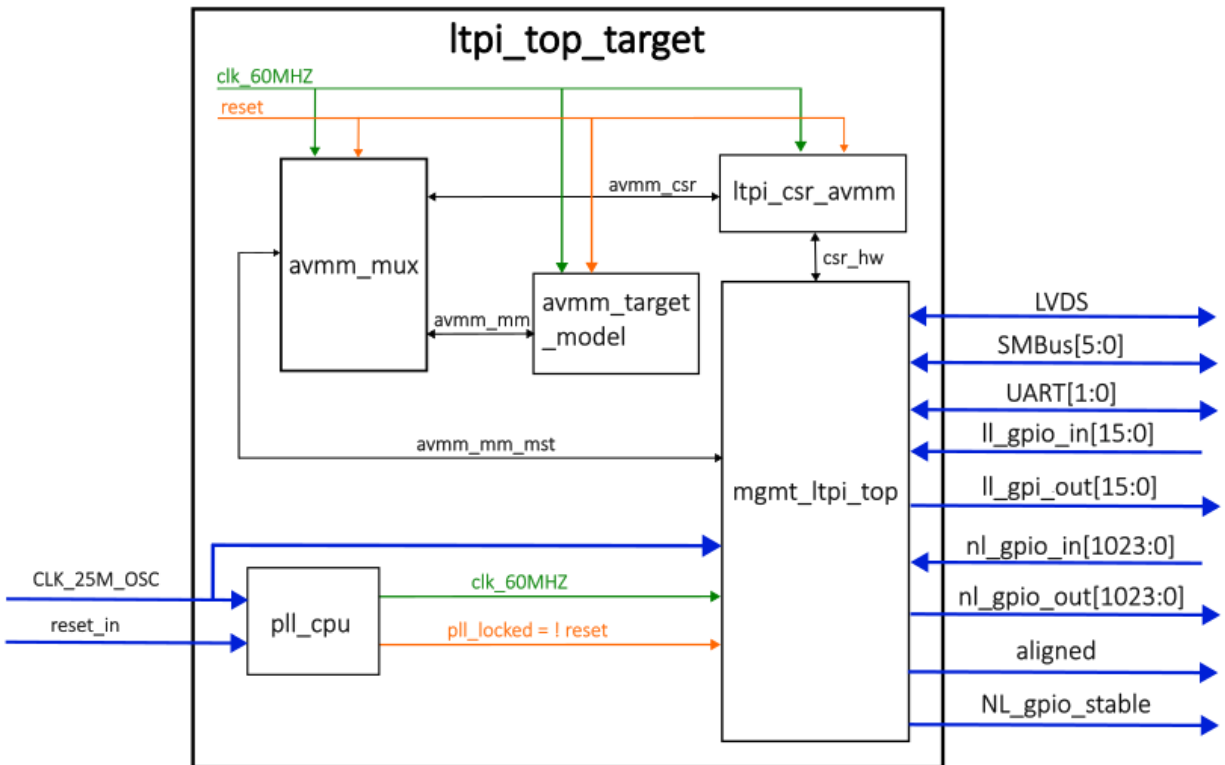 ltpi_top_target
clk_60MHZ
reset
avmm_csr
ltpi_csr_avmm
avmm_mux
csr_hw
avmm_mm
avmm_target
_model
LVDS
SMBus[5:0]
UART[1:0]
ll_gpio_in[15:0]
avmm_mm_mst
mgmt_ltpi_top
ll_gpi_out[15:0]
nl_gpio_in[1023:0]
CLK_25M_OSC
clk_60MHZ
nl_gpio_out[1023:0]
reset_in
pll_cpu
pll_locked = ! reset
aligned
NL_gpio_stable